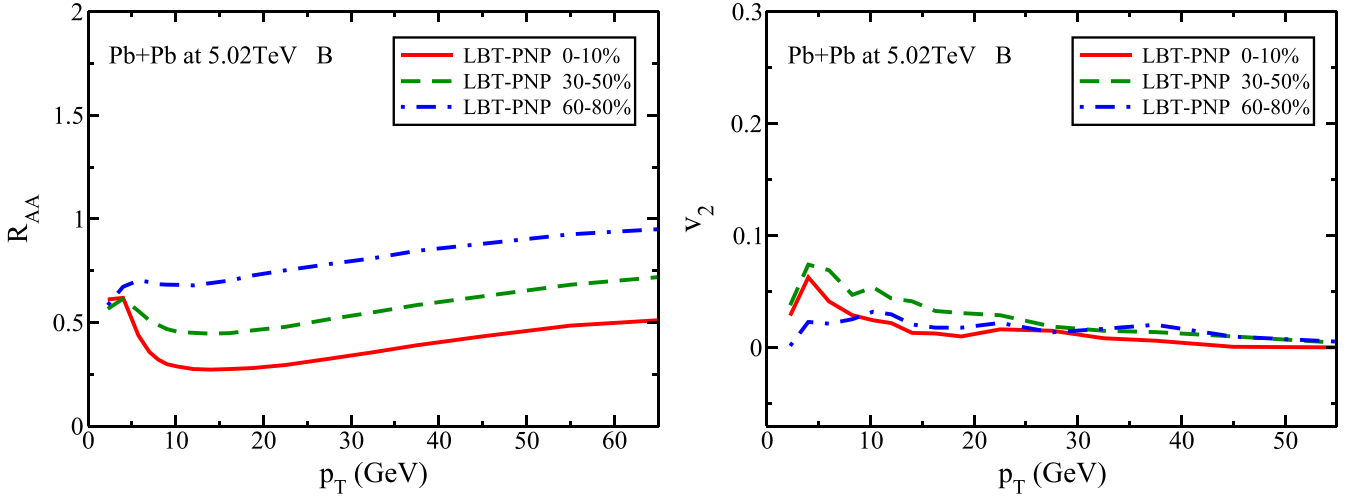 2
1.5
1
0.5
0
R_AA
Pb+Pb at 5.02TeV B
LBT-PNP 0-10%
LBT-PNP 30-50%
LBT-PNP 60-80%
0 10 20 30 40 50 60
p_T (GeV)
0.3
0.2
0.1
0
v_2
Pb+Pb at 5.02TeV B
LBT-PNP 0-10%
LBT-PNP 30-50%
LBT-PNP 60-80%
0 10 20 30 40 50
p_T (GeV)